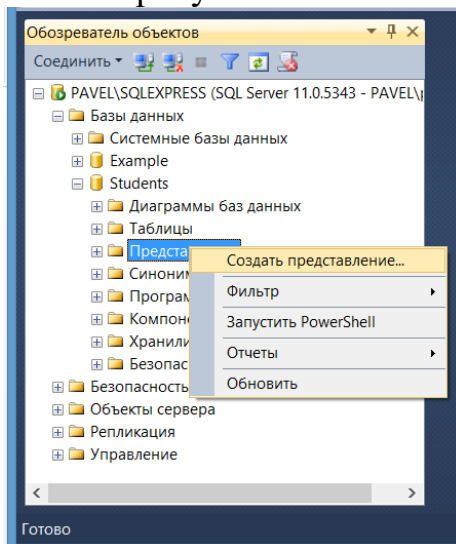 Обозреватель объектов
Соединить
PAVEL\SQLEXPRESS (SQL Server 11.0.5343 - PAVEL\
Базы данных
Системные базы данных
Example
Students
Диаграммы баз данных
Таблицы
Предста
Создать представление...
Синоним
Фильтр
Програм
Запустить PowerShell
Компоне
Хранили
Отчеты
Безопас
Обновить
Безопасность
Объекты сервера
Репликация
Управление
Готово